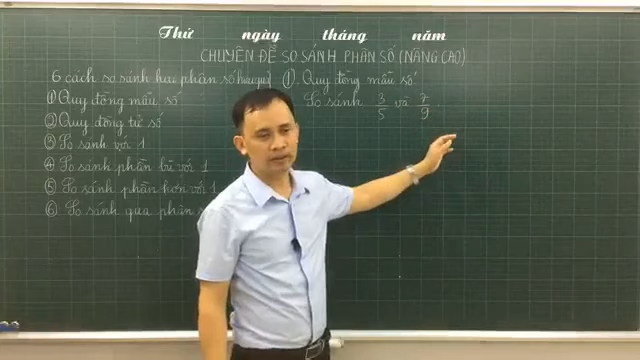 Thứ ngày tháng năm
CHUYÊN ĐỀ SO SÁNH PHÂN SỐ (NÂNG CAO)
6 cách so sánh hai phân số
① Quy đồng mẫu số
② Quy đồng tử số
③ So sánh với 1
④ So sánh phần bù với 1
⑤ So sánh phần hơn với 1
⑥ So sánh qua phân
①. Quy đồng mẫu số
So sánh 3/5 và 7/9